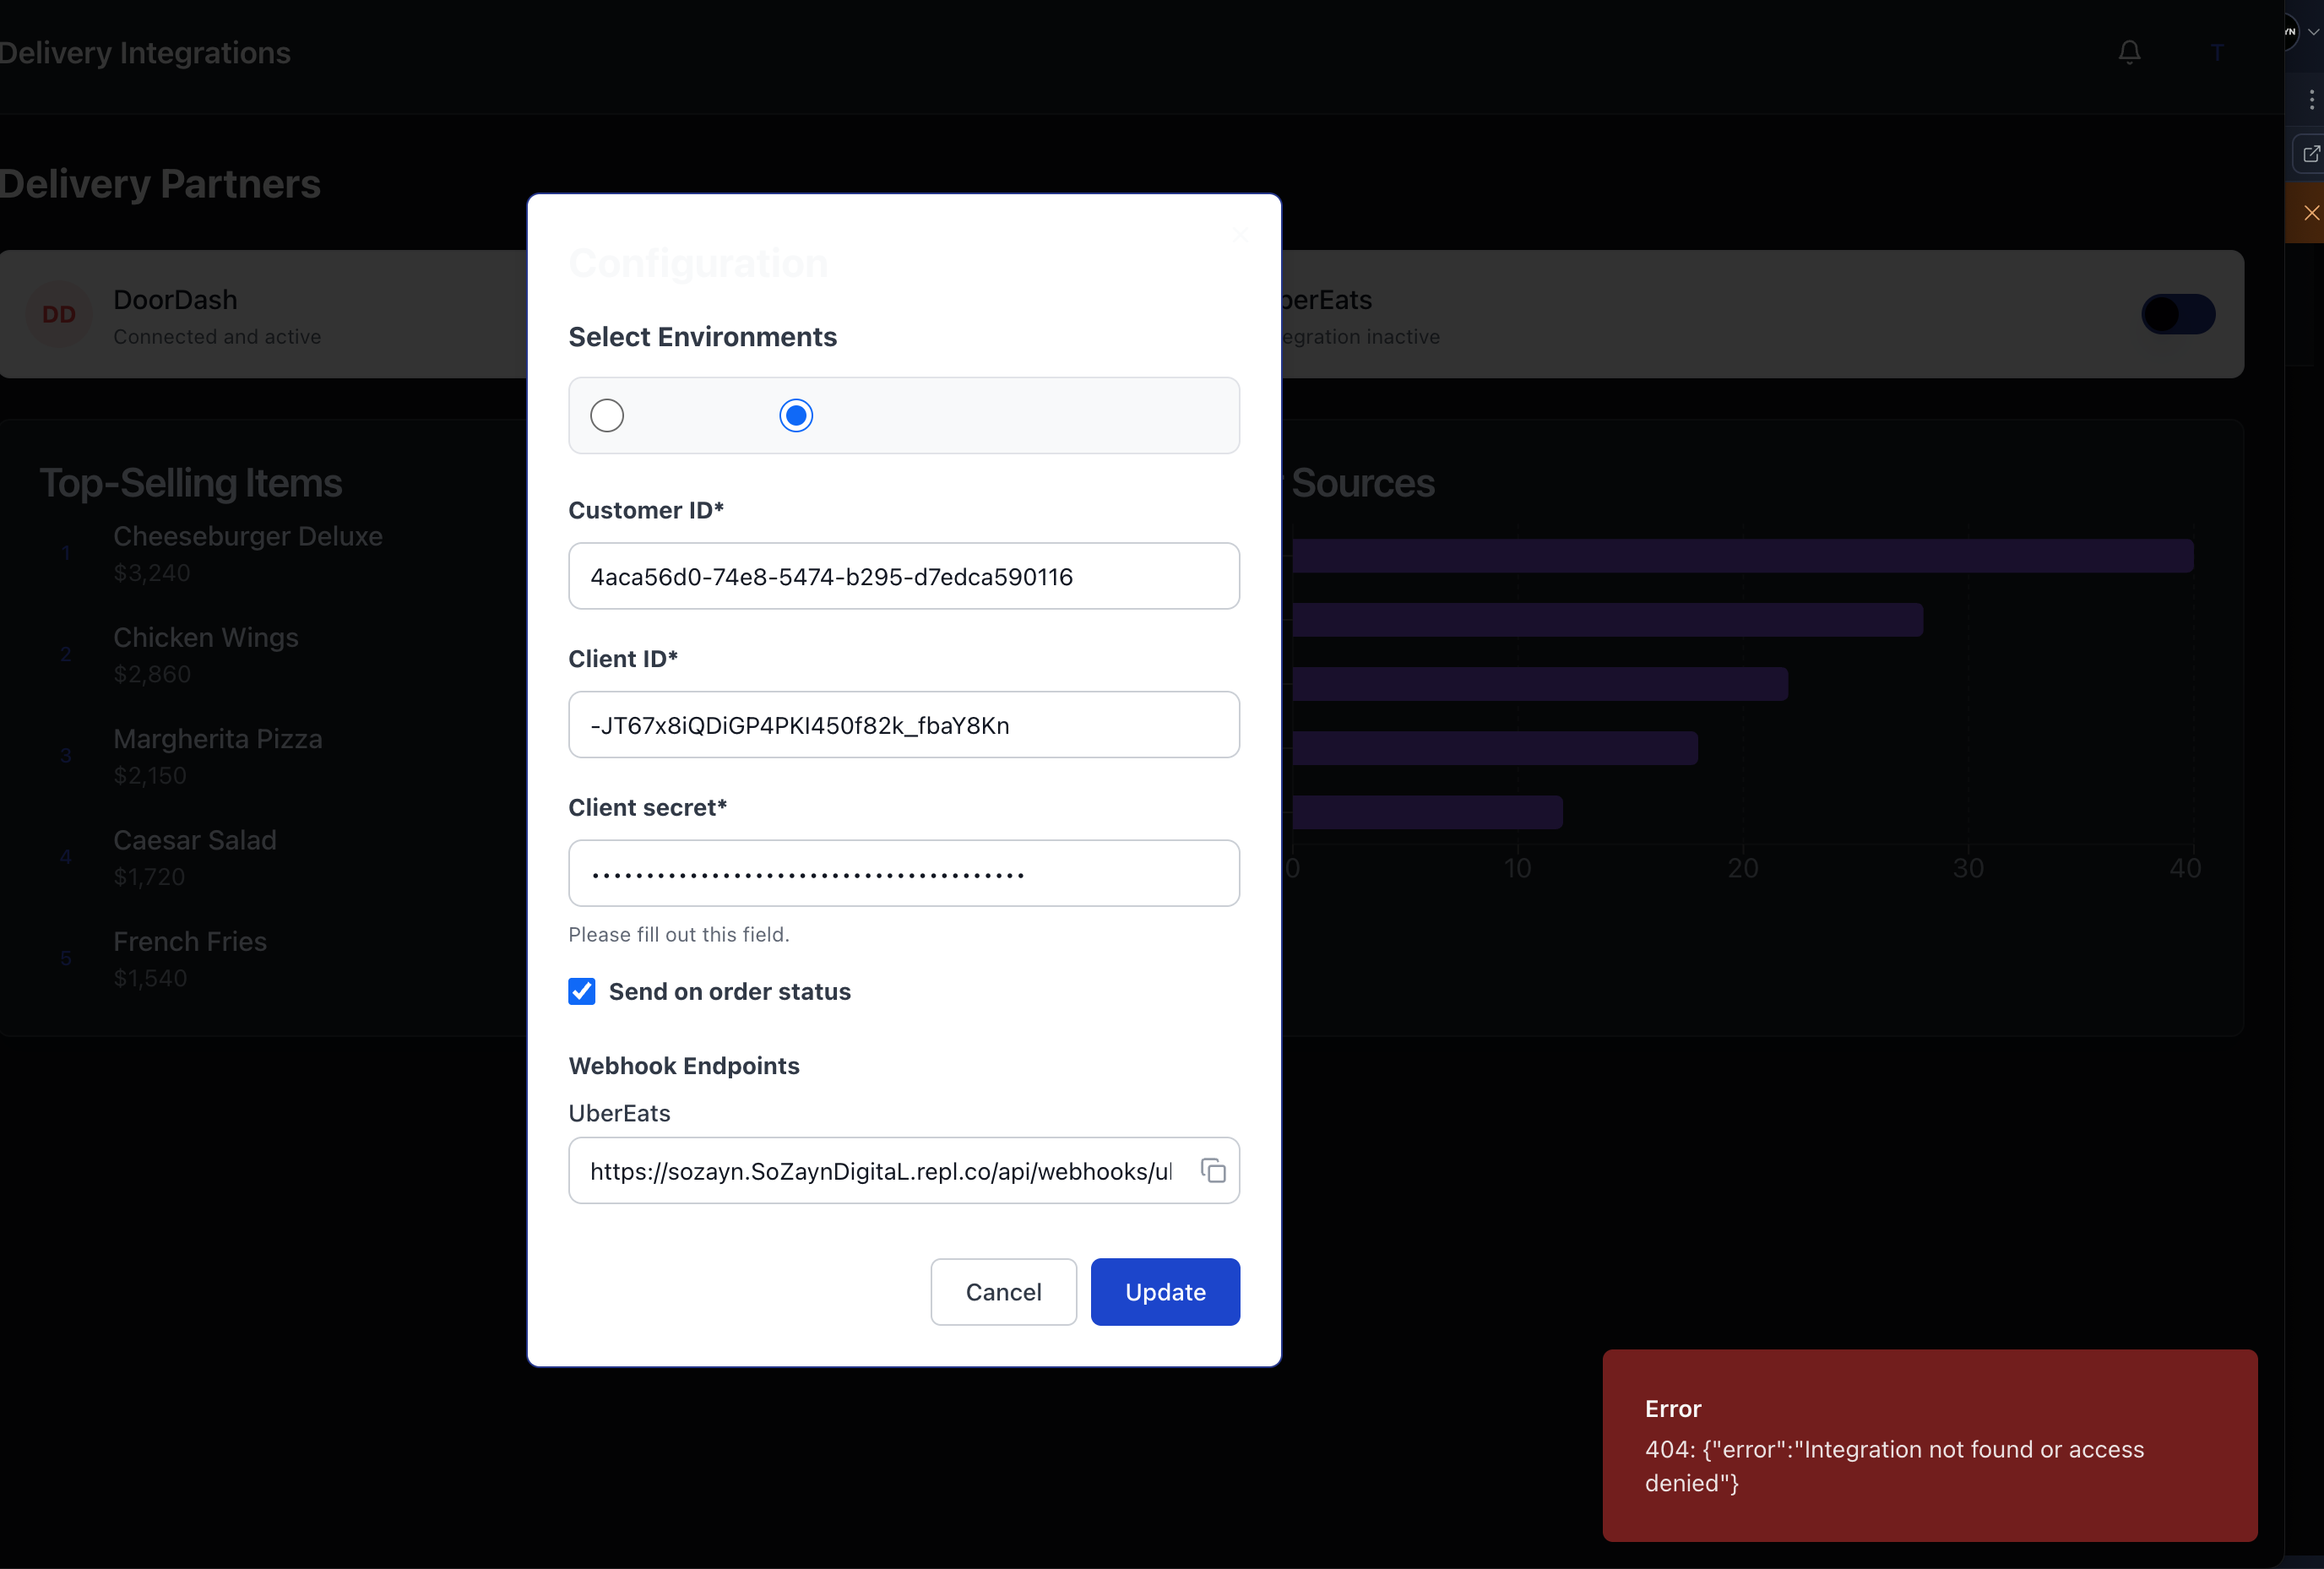 Delivery Integrations
T
YN
Delivery Partners
DD
DoorDash
Connected and active
berEats
egration inactive
Top-Selling Items
1
Cheeseburger Deluxe
$3,240
2
Chicken Wings
$2,860
3
Margherita Pizza
$2,150
4
Caesar Salad
$1,720
5
French Fries
$1,540
Sources
0 10 20 30 40
Configuration
Select Environments
Customer ID*
4aca56d0-74e8-5474-b295-d7edca590116
Client ID*
-JT67x8iQDiGP4PKI450f82k_fbaY8Kn
Client secret*
••••••••••••••••••••••••••••••••••••••••
Please fill out this field.
Send on order status
Webhook Endpoints
UberEats
https://sozayn.SoZaynDigitaL.repl.co/api/webhooks/ul
Cancel
Update
Error
404: {"error":"Integration not found or access
denied"}